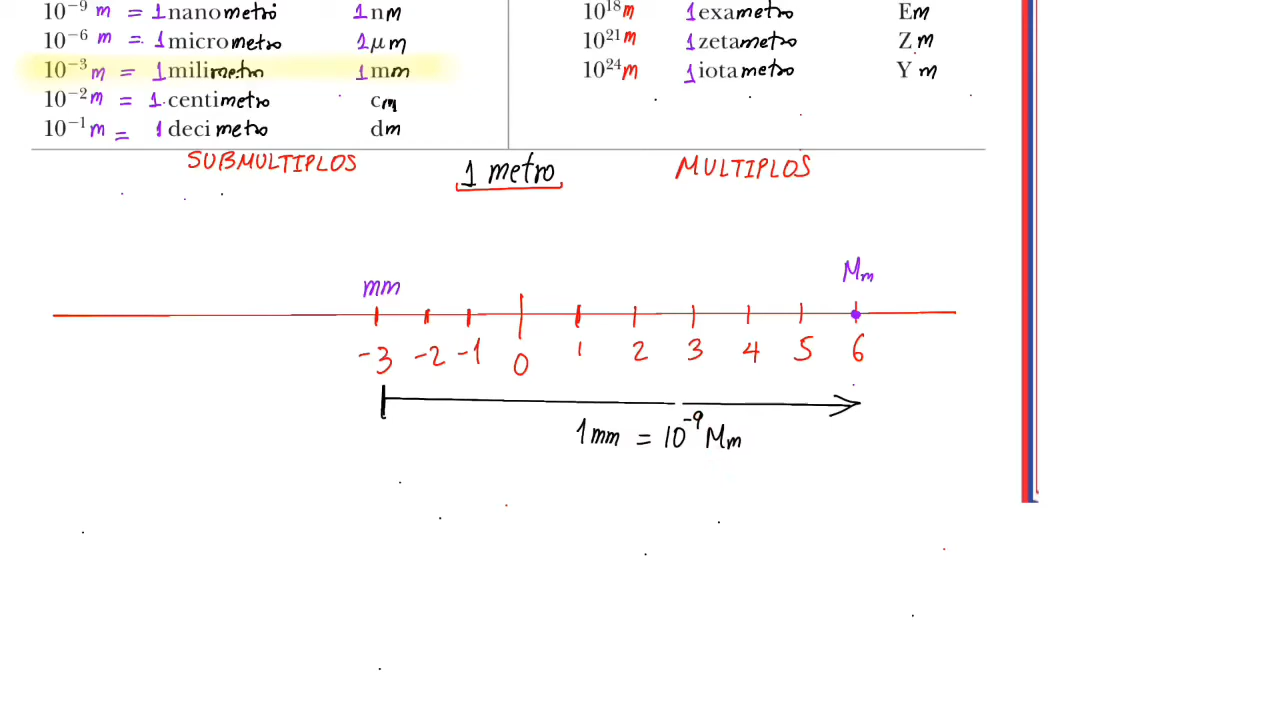 10⁻⁹ m = 1 nanometro 1 nm
10⁻⁶ m = 1 micrometro 1 μm
10⁻³ m = 1 milimetro 1 mm
10⁻² m = 1 centimetro cm
10⁻¹ m = 1 decimetro dm
SUBMULTIPLOS
10¹⁸ m 1 exametro Em
10²¹ m 1 zetametro Zm
10²⁴ m 1 iotametro Ym
MULTIPLOS
1 metro
mm Mm
-3 -2 -1 0 1 2 3 4 5 6
1 mm = 10⁻⁹ Mm